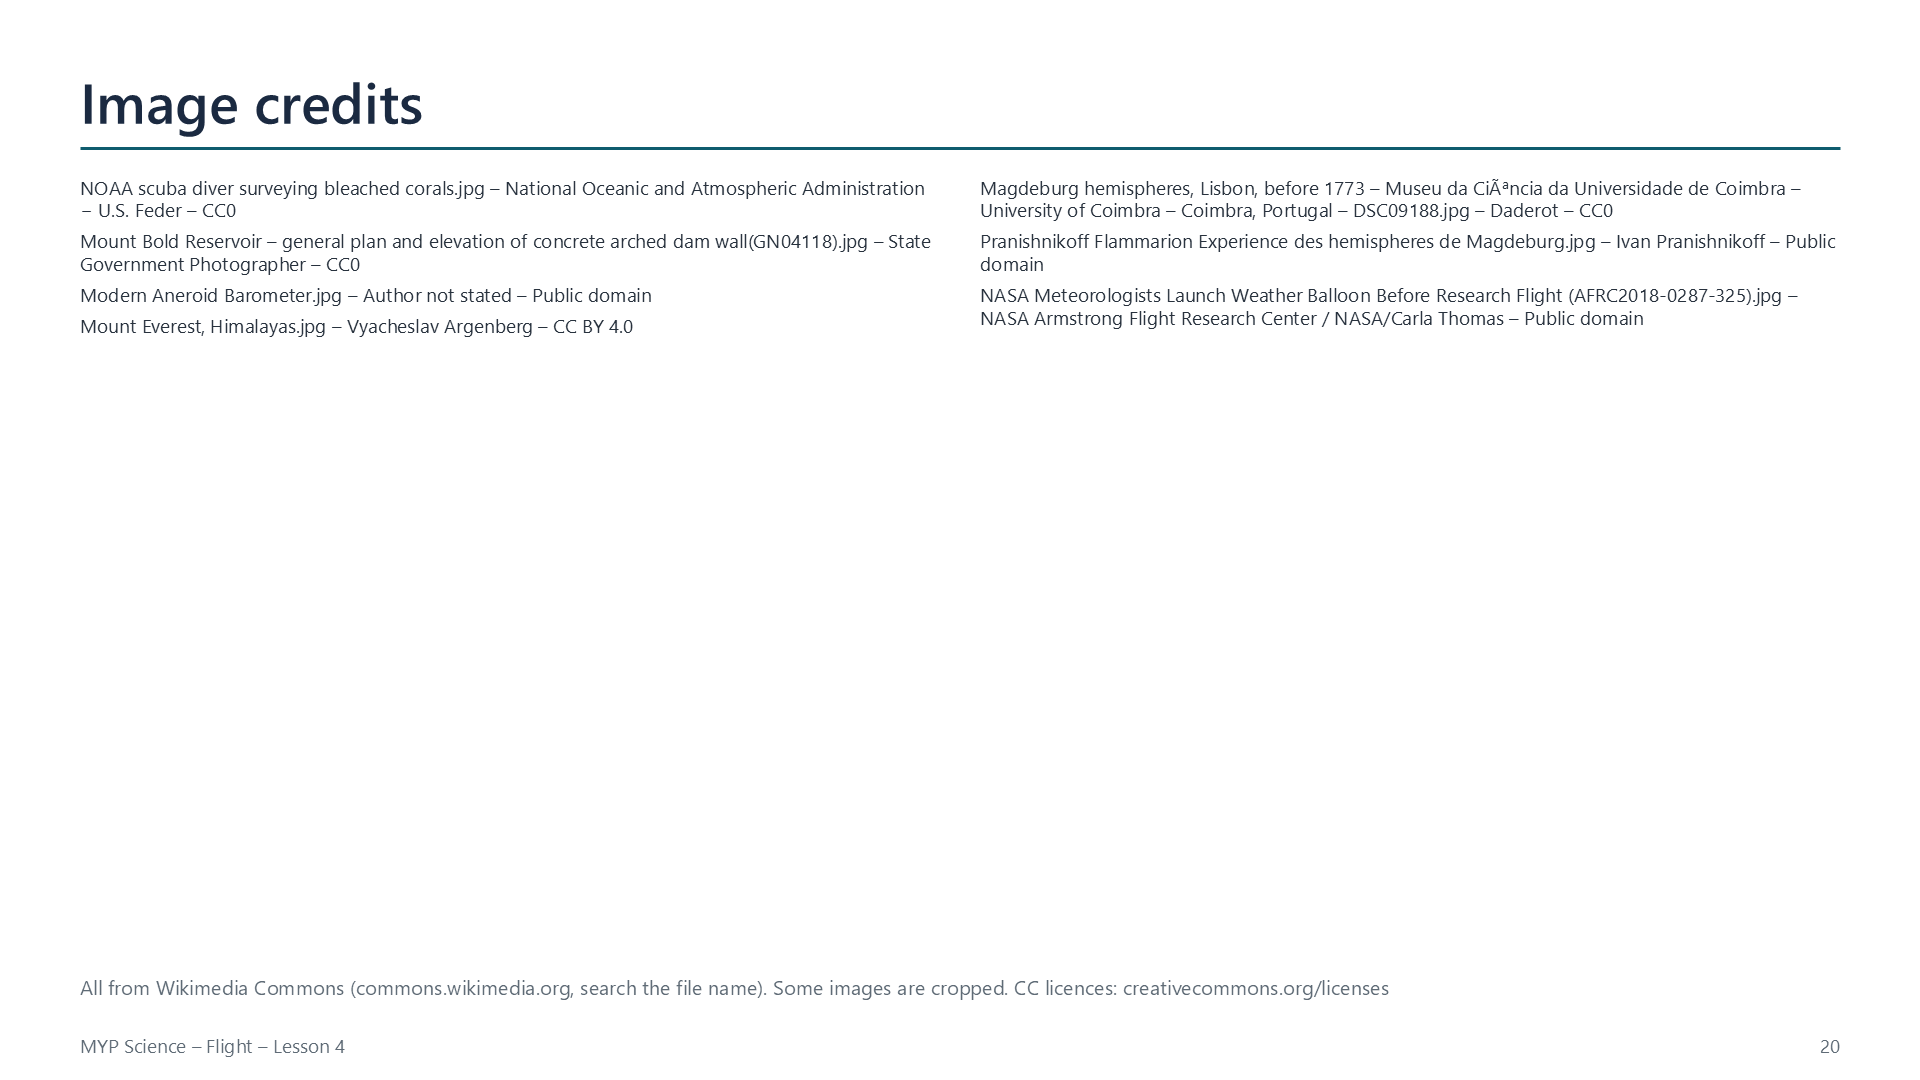 Image credits
NOAA scuba diver surveying bleached corals.jpg – National Oceanic and Atmospheric Administration
– U.S. Feder – CC0
Mount Bold Reservoir – general plan and elevation of concrete arched dam wall(GN04118).jpg – State
Government Photographer – CC0
Modern Aneroid Barometer.jpg – Author not stated – Public domain
Mount Everest, Himalayas.jpg – Vyacheslav Argenberg – CC BY 4.0
Magdeburg hemispheres, Lisbon, before 1773 – Museu da CiÃªncia da Universidade de Coimbra –
University of Coimbra – Coimbra, Portugal – DSC09188.jpg – Daderot – CC0
Pranishnikoff Flammarion Experience des hemispheres de Magdeburg.jpg – Ivan Pranishnikoff – Public
domain
NASA Meteorologists Launch Weather Balloon Before Research Flight (AFRC2018-0287-325).jpg –
NASA Armstrong Flight Research Center / NASA/Carla Thomas – Public domain
All from Wikimedia Commons (commons.wikimedia.org, search the file name). Some images are cropped. CC licences: creativecommons.org/licenses
MYP Science – Flight – Lesson 4
20